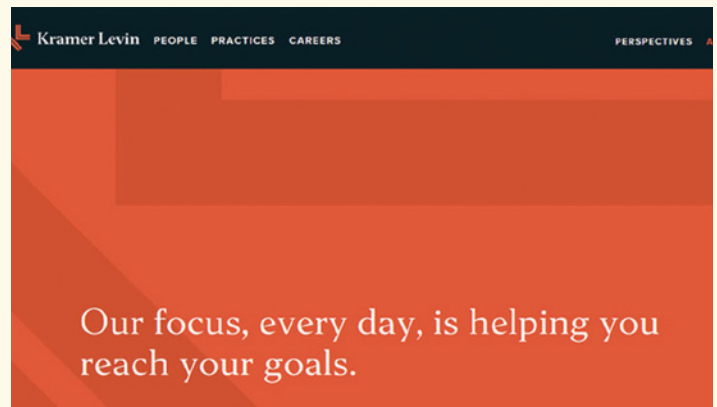 Kramer Levin PEOPLE PRACTICES CAREERS PERSPECTIVES
Our focus, every day, is helping you
reach your goals.